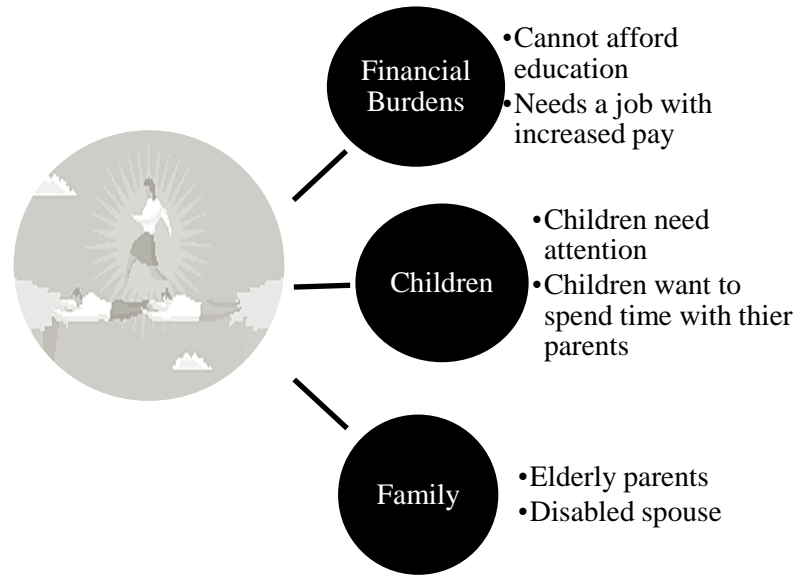 Financial
Burdens
•Cannot afford
education
•Needs a job with
increased pay
Children
•Children need
attention
•Children want to
spend time with thier
parents
Family
•Elderly parents
•Disabled spouse